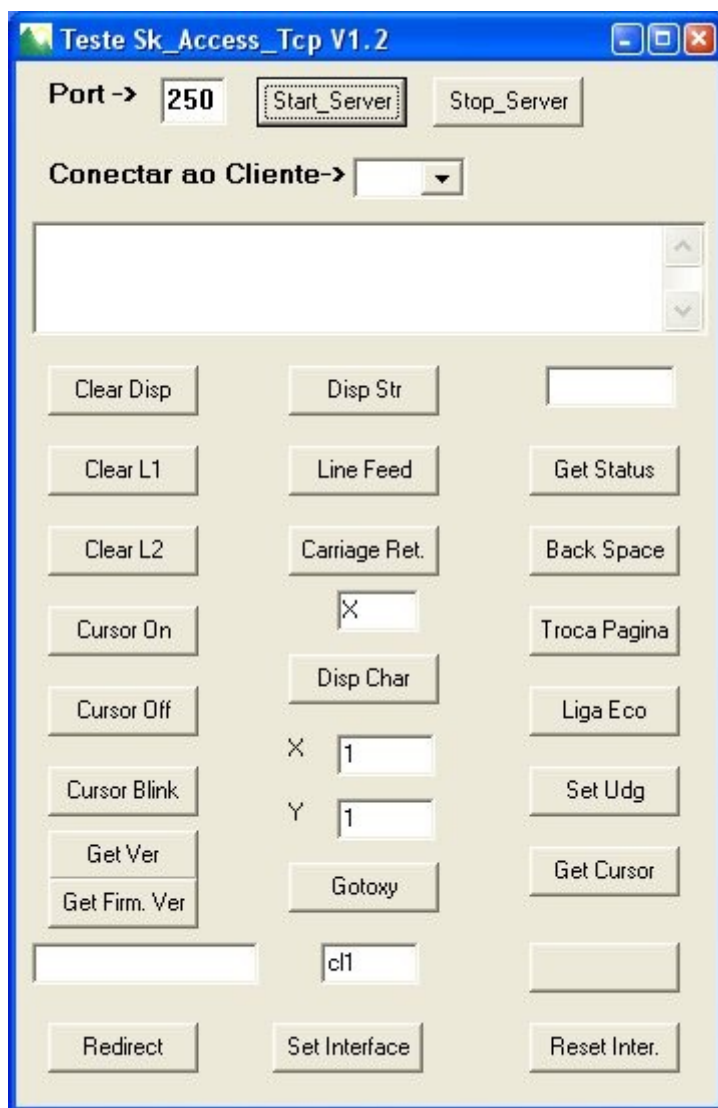 Teste Sk_Access_Tcp V1.2
Port -> 250 Start_Server Stop_Server
Conectar ao Cliente->
Clear Disp Disp Str
Clear L1 Line Feed Get Status
Clear L2 Carriage Ret. Back Space
X
Cursor On Troca Pagina
Disp Char
Cursor Off Liga Eco
X 1
Cursor Blink Set Udg
Y 1
Get Ver
Get Cursor
Gotoxy
Get Firm. Ver
cl1
Redirect Set Interface Reset Inter.